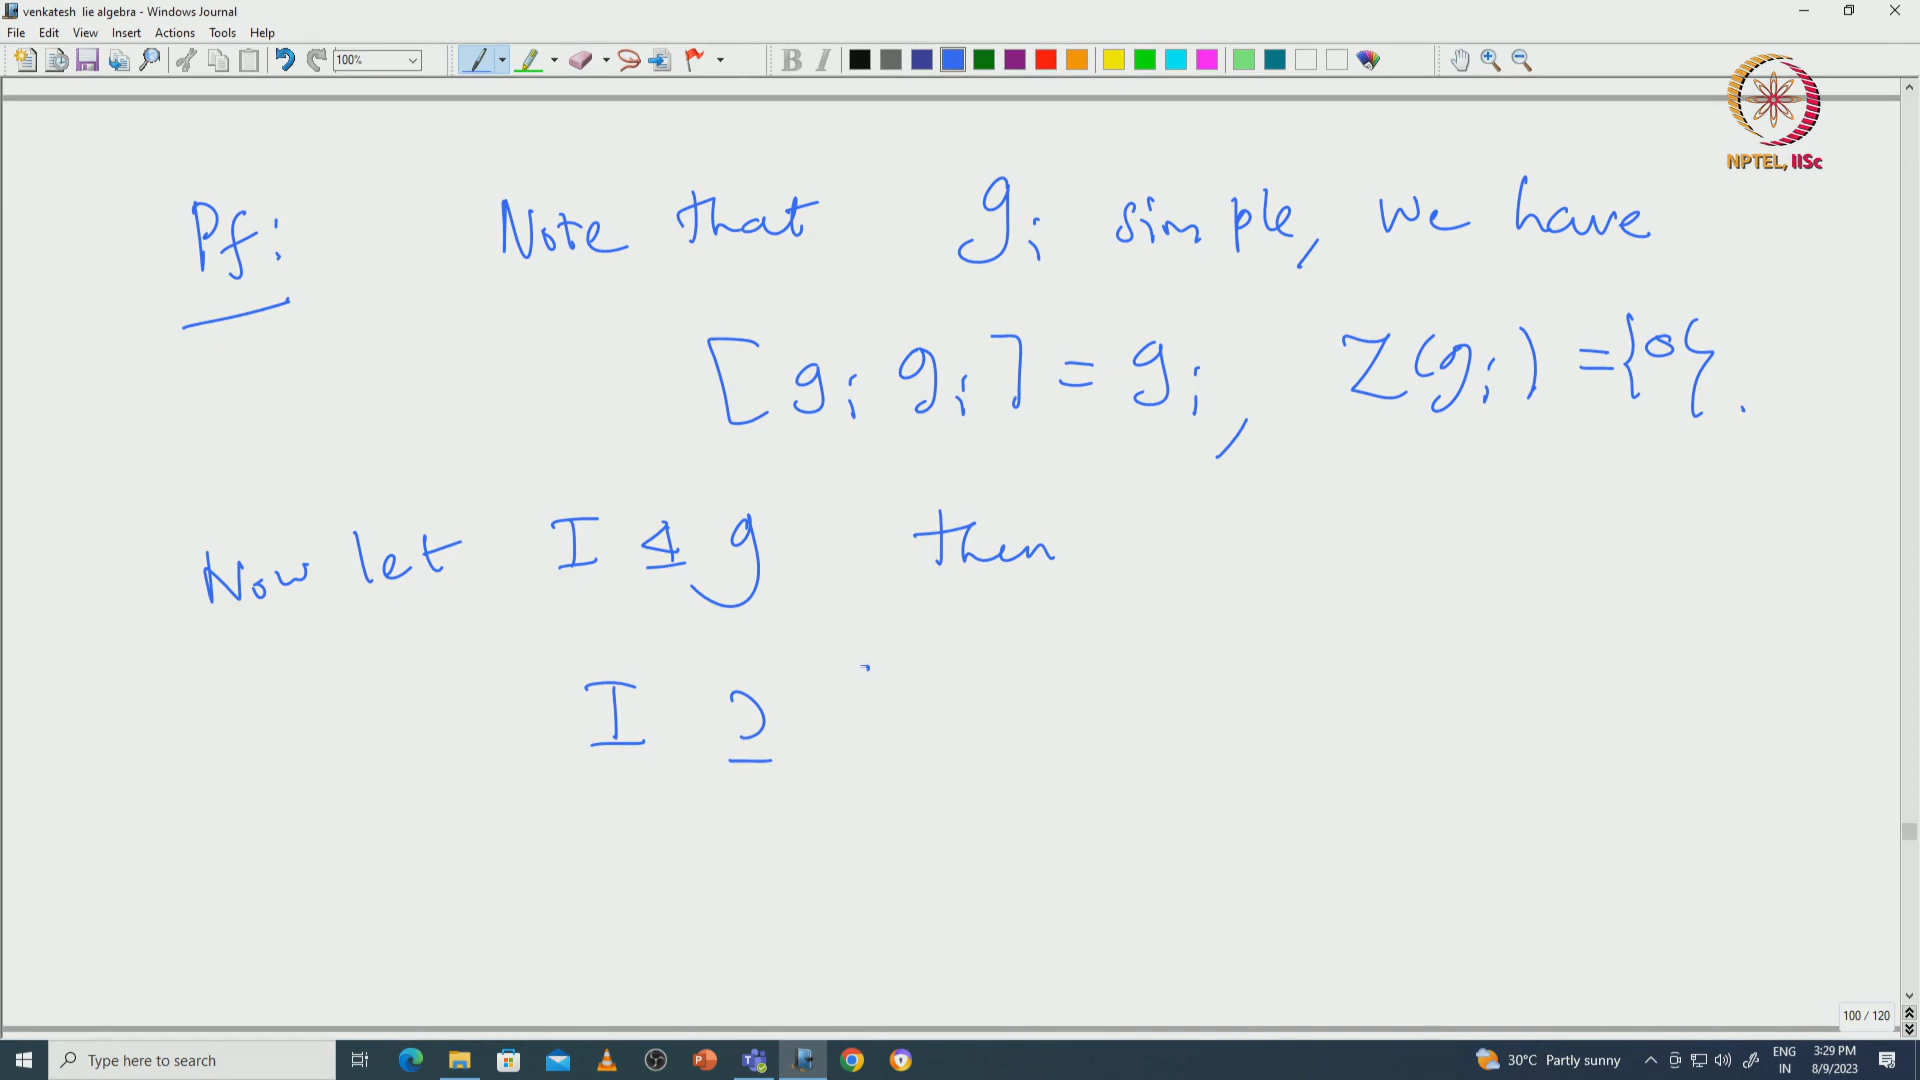 venkatesh lie algebra - Windows Journal
File Edit View Insert Actions Tools Help
100%
B I
NPTEL, IISc
Pf: Note that g_i simple, we have
[g_i g_i] = g_i, Z(g_i) = {0}.
Now let I ⊴ g then
I ⊇
100 / 120
Type here to search
30°C Partly sunny
ENG
IN
3:29 PM
8/9/2023